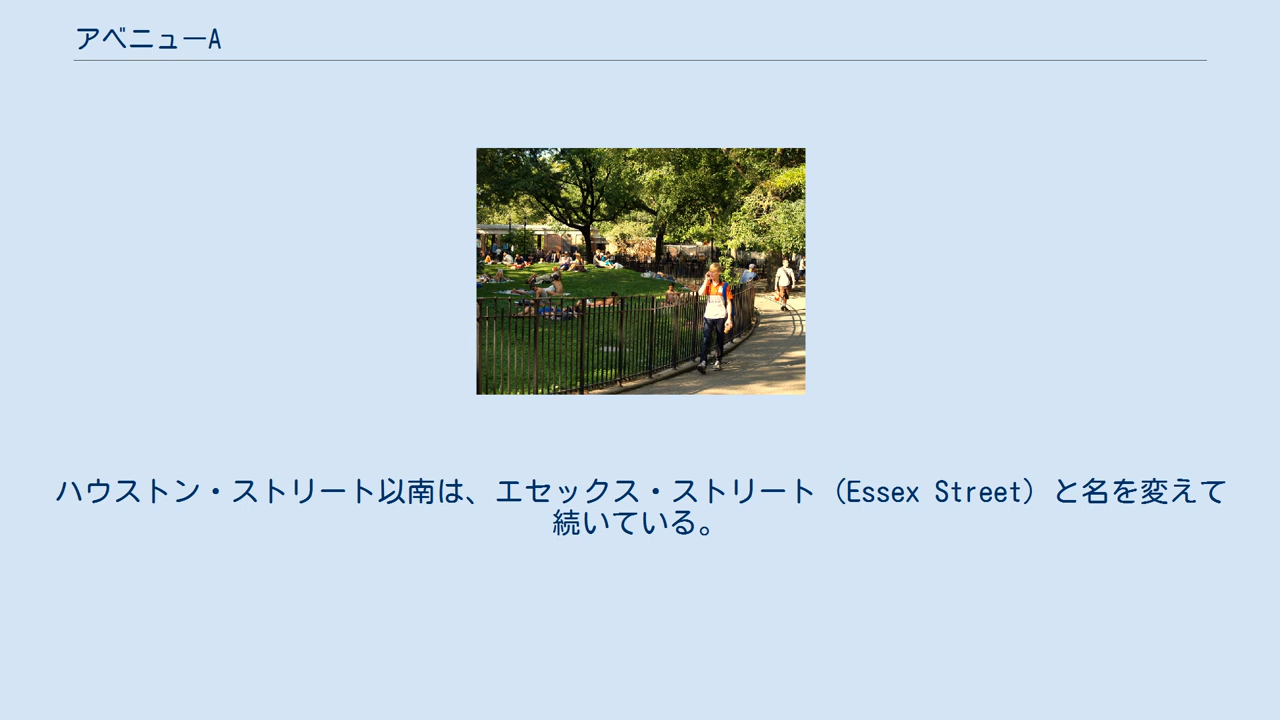 アベニューA
ハウストン・ストリート以南は、エセックス・ストリート（Essex Street）と名を変えて
続いている。